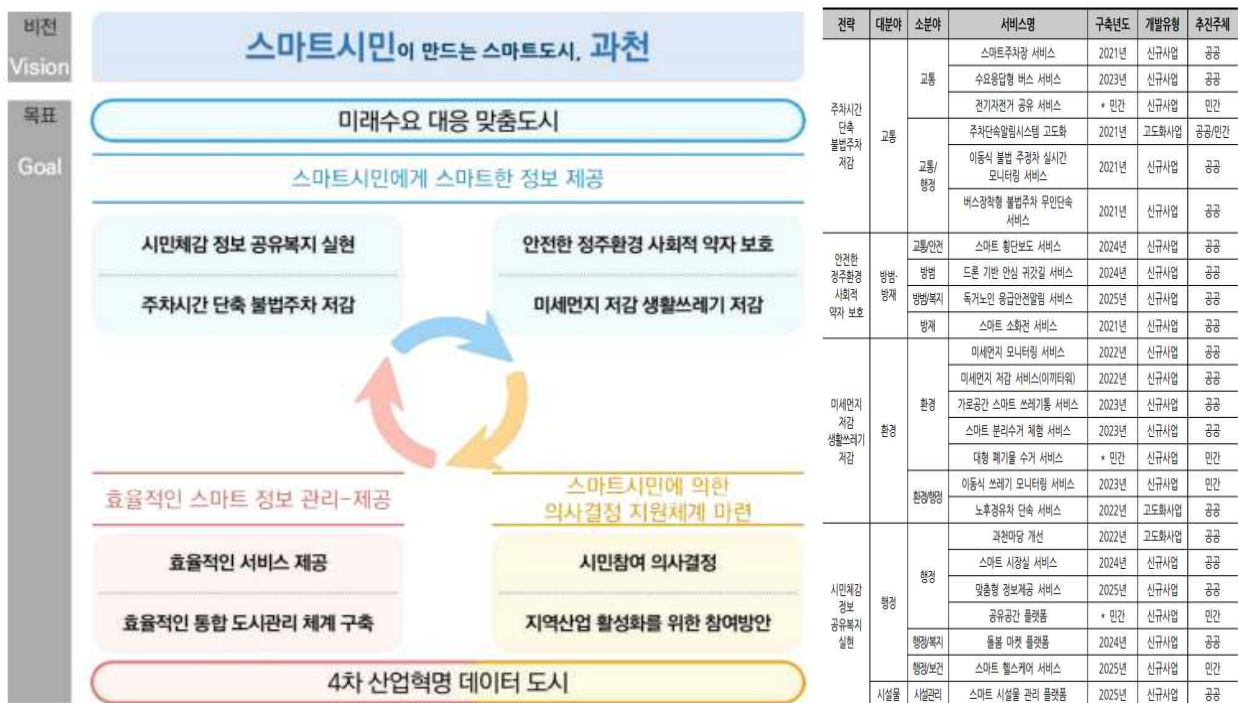 비전
Vision
스마트시민이 만드는 스마트도시, 과천
목표
Goal
미래수요 대응 맞춤도시
스마트시민에게 스마트한 정보 제공
시민체감 정보 공유복지 실현
주차시간 단축 불법주차 저감
안전한 정주환경 사회적 약자 보호
미세먼지 저감 생활쓰레기 저감
효율적인 스마트 정보 관리-제공
스마트시민에 의한
의사결정 지원체계 마련
효율적인 서비스 제공
효율적인 통합 도시관리 체계 구축
시민참여 의사결정
지역산업 활성화를 위한 참여방안
4차 산업혁명 데이터 도시
전략 대분야 소분야 서비스명 구축년도 개발유형 추진주체
주차시간
단축
불법주차
저감
교통
교통
스마트주차장 서비스 2021년 신규사업 공공
수요응답형 버스 서비스 2023년 신규사업 공공
전기자전거 공유 서비스 * 민간 신규사업 민간
교통/
행정
주차단속알림시스템 고도화 2021년 고도화사업 공공/민간
이동식 불법 주정차 실시간
모니터링 서비스 2021년 신규사업 공공
버스장착형 불법주차 무인단속
서비스 2021년 신규사업 공공
안전한
정주환경
사회적
약자 보호
방범·
방재
교통/안전 스마트 횡단보도 서비스 2024년 신규사업 공공
방범 드론 기반 안심 귀갓길 서비스 2024년 신규사업 공공
방범/복지 독거노인 응급안전알림 서비스 2025년 신규사업 공공
방재 스마트 소화전 서비스 2021년 신규사업 공공
미세먼지
저감
생활쓰레기
저감
환경
환경
미세먼지 모니터링 서비스 2022년 신규사업 공공
미세먼지 저감 서비스(이끼타워) 2022년 신규사업 공공
가로공간 스마트 쓰레기통 서비스 2023년 신규사업 공공
스마트 분리수거 체험 서비스 2023년 신규사업 공공
대형 폐기물 수거 서비스 * 민간 신규사업 민간
환경/행정
이동식 쓰레기 모니터링 서비스 2023년 신규사업 민간
노후경유차 단속 서비스 2022년 고도화사업 공공
시민체감
정보
공유복지
실현
행정
행정
과천마당 개선 2022년 고도화사업 공공
스마트 시장실 서비스 2024년 신규사업 공공
맞춤형 정보제공 서비스 2025년 신규사업 공공
공유공간 플랫폼 * 민간 신규사업 민간
행정/복지 돌봄 마켓 플랫폼 2024년 신규사업 공공
행정/보건 스마트 헬스케어 서비스 2025년 신규사업 민간
시설물 시설관리 스마트 시설물 관리 플랫폼 2025년 신규사업 공공